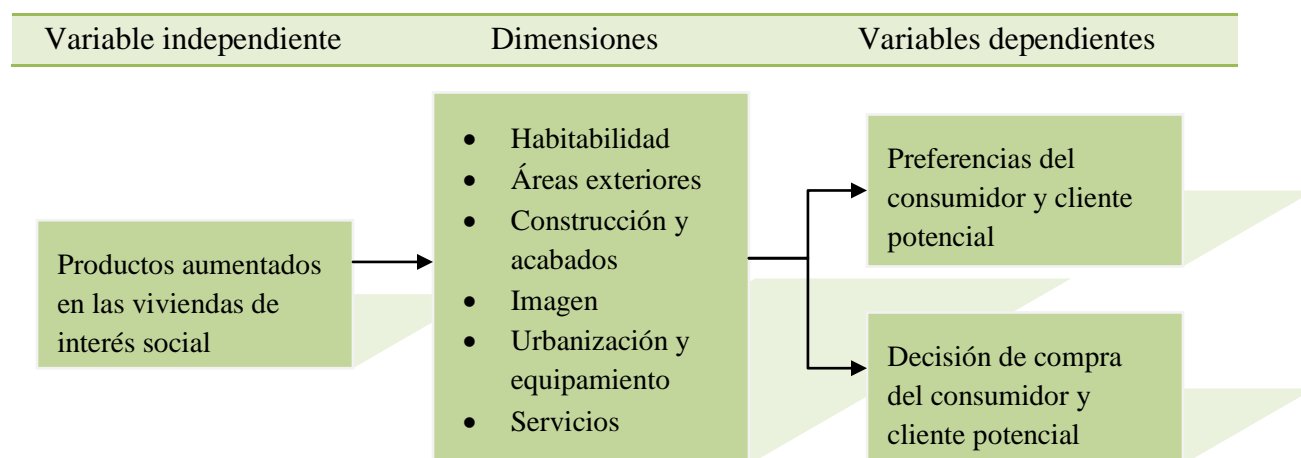 Variable independiente
Dimensiones
Variables dependientes
Productos aumentados
en las viviendas de
interés social
• Habitabilidad
• Áreas exteriores
• Construcción y
acabados
• Imagen
• Urbanización y
equipamiento
• Servicios
Preferencias del
consumidor y cliente
potencial
Decisión de compra
del consumidor y
cliente potencial